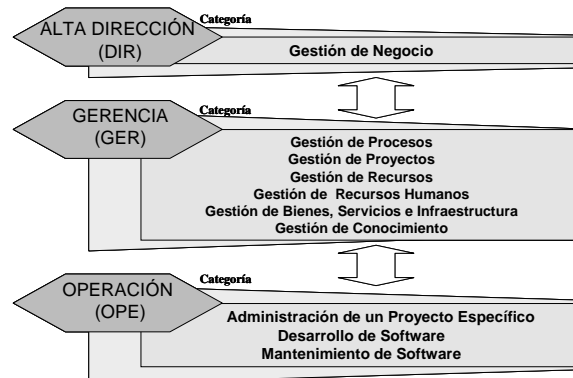 Categoría
ALTA DIRECCIÓN
(DIR)
Gestión de Negocio
Categoría
GERENCIA
(GER)
Gestión de Procesos
Gestión de Proyectos
Gestión de Recursos
Gestión de Recursos Humanos
Gestión de Bienes, Servicios e Infraestructura
Gestión de Conocimiento
Categoría
OPERACIÓN
(OPE)
Administración de un Proyecto Específico
Desarrollo de Software
Mantenimiento de Software